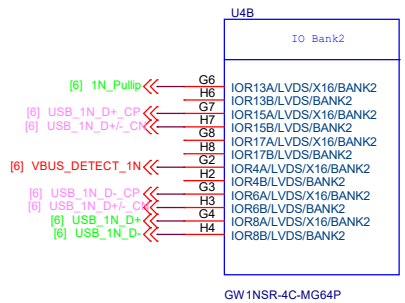 U4B
IO Bank2
[6] 1N_Pullip G6 IOR13A/LVDS/X16/BANK2
H6 IOR13B/LVDS/BANK2
[6] USB_1N_D+_CP G7 IOR15A/LVDS/X16/BANK2
[6] USB_1N_D+/-_CN H7 IOR15B/LVDS/BANK2
G8 IOR17A/LVDS/X16/BANK2
H8 IOR17B/LVDS/BANK2
[6] VBUS_DETECT_1N G2 IOR4A/LVDS/X16/BANK2
H2 IOR4B/LVDS/BANK2
[6] USB_1N_D-_CP G3 IOR6A/LVDS/X16/BANK2
[6] USB_1N_D+/-_CN H3 IOR6B/LVDS/BANK2
[6] USB_1N_D+ G4 IOR8A/LVDS/X16/BANK2
[6] USB_1N_D- H4 IOR8B/LVDS/BANK2
GW1NSR-4C-MG64P